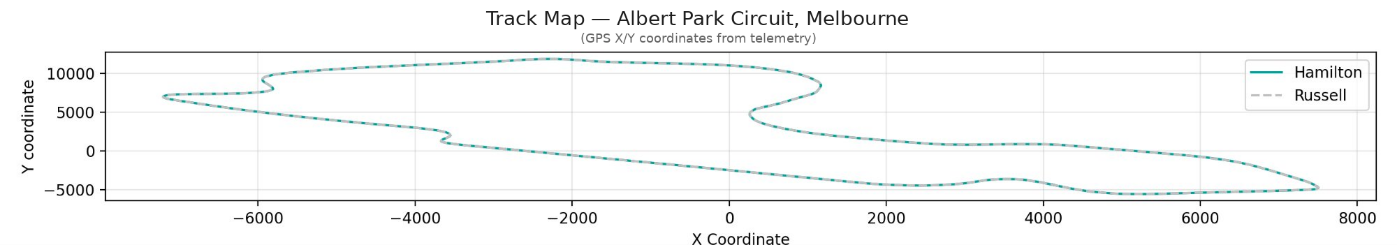 Track Map — Albert Park Circuit, Melbourne
(GPS X/Y coordinates from telemetry)
Y coordinate
10000
5000
0
−5000
Hamilton
Russell
−6000
−4000
−2000
0
2000
4000
6000
8000
X Coordinate